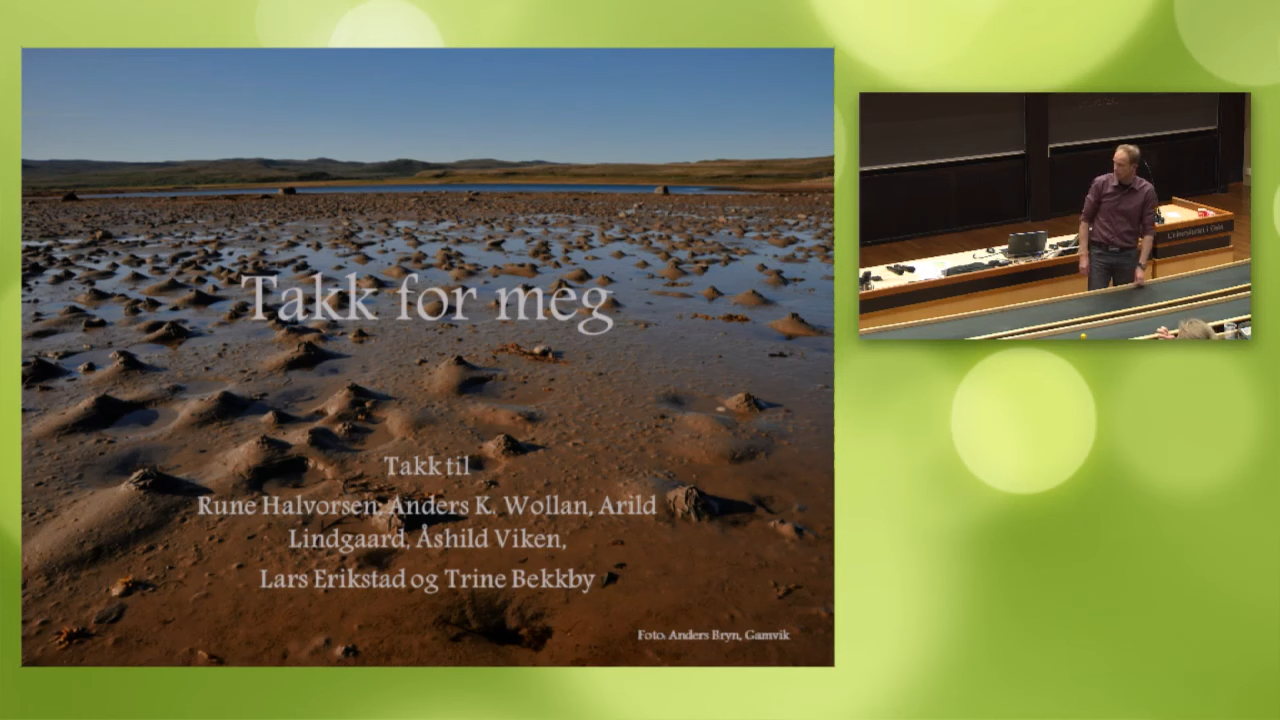 Takk for meg
Takk til
Rune Halvorsen, Anders K. Wollan, Arild
Lindgaard, Åshild Viken,
Lars Erikstad og Trine Bekkby
Foto: Anders Bryn, Gamvik
Universitetet i Oslo